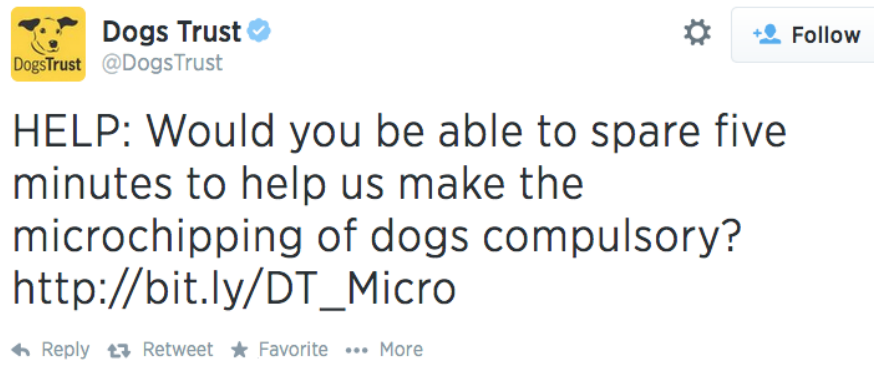 Dogs Trust
Follow
DogsTrust
@DogsTrust
HELP: Would you be able to spare five
minutes to help us make the
microchipping of dogs compulsory?
http://bit.ly/DT_Micro
Reply Retweet Favorite More